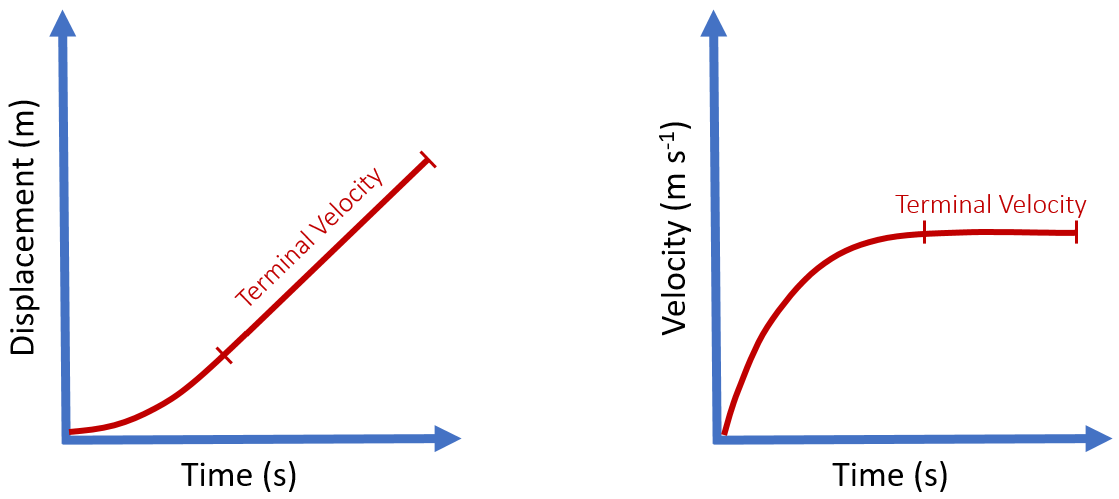 Displacement (m)
Terminal Velocity
Time (s)
Velocity (m s⁻¹)
Terminal Velocity
Time (s)